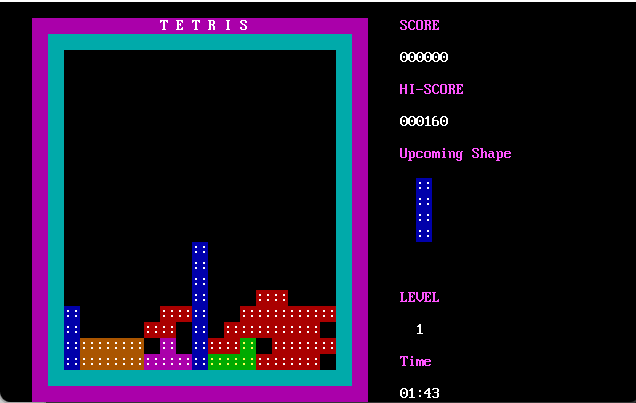 T E T R I S
SCORE
000000
HI-SCORE
000160
Upcoming Shape
LEVEL
1
Time
01:43